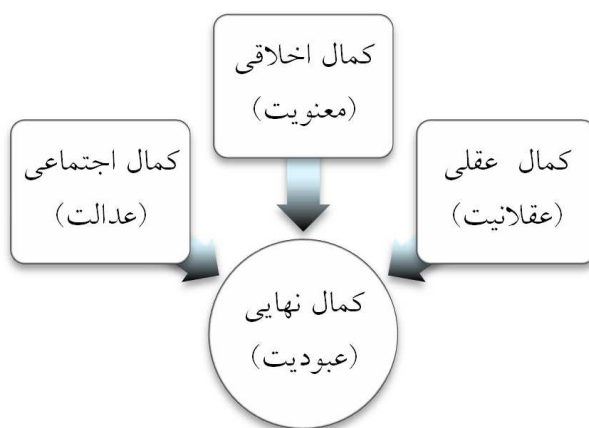 کمال اخلاقی
(معنویت)
کمال عقلی
(عقلانیت)
کمال اجتماعی
(عدالت)
کمال نهایی
(عبودیت)